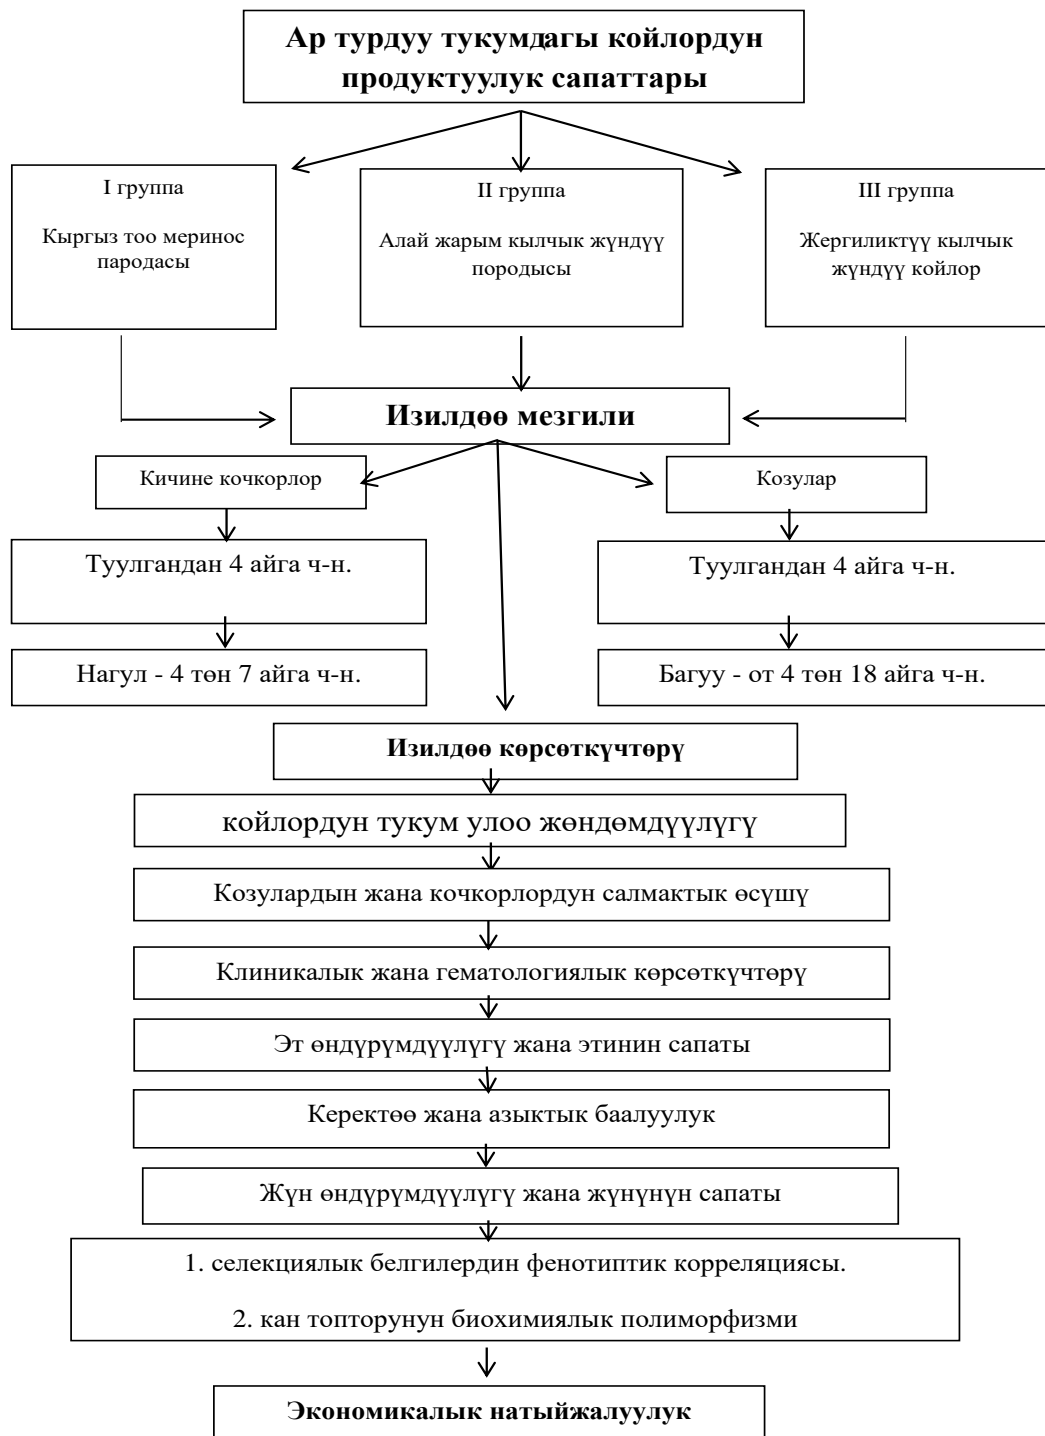 Ар турдуу тукумдагы койлордун
продуктуулук сапаттары
I группа
Кыргыз тоо меринос
пародасы
II группа
Алай жарым кылчык жүндүү
породысы
III группа
Жергиликтүү кылчык
жүндүү койлор
Изилдөө мезгили
Кичине кочкорлор
Козулар
Туулгандан 4 айга ч-н.
Туулгандан 4 айга ч-н.
Нагул - 4 төн 7 айга ч-н.
Багуу - от 4 төн 18 айга ч-н.
Изилдөө көрсөткүчтөрү
койлордун тукум улоо жөндөмдүүлүгү
Козулардын жана кочкорлордун салмактык өсүшү
Клиникалык жана гематологиялык көрсөткүчтөрү
Эт өндүрүмдүүлүгү жана этинин сапаты
Керектөө жана азыктык баалуулук
Жүн өндүрүмдүүлүгү жана жүнүнүн сапаты
1. селекциялык белгилердин фенотиптик корреляциясы.
2. кан топторунун биохимиялык полиморфизми
Экономикалык натыйжалуулук